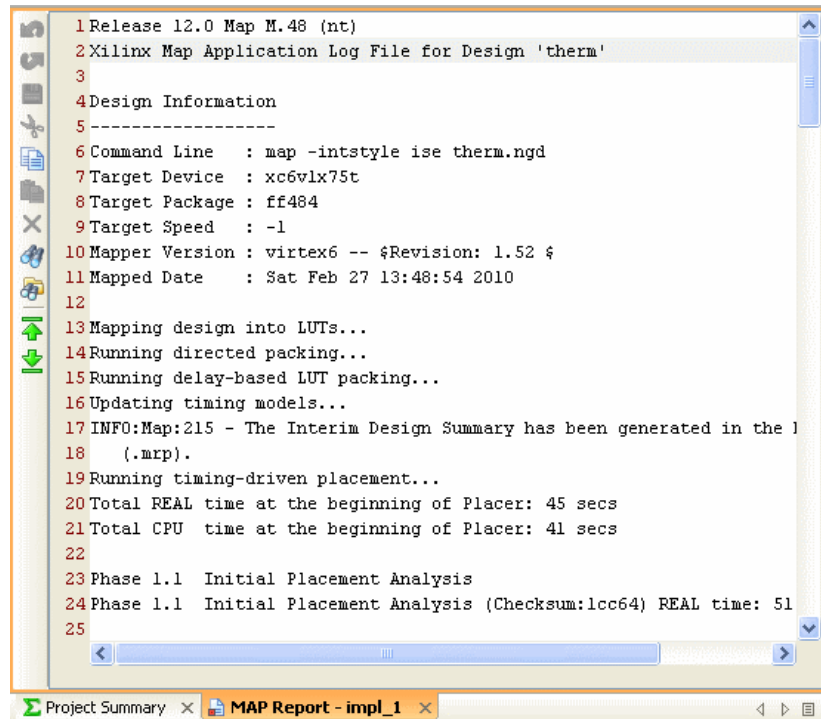 1 Release 12.0 Map M.48 (nt)
2 Xilinx Map Application Log File for Design 'therm'
3
4 Design Information
5 ------------------
6 Command Line   : map -intstyle ise therm.ngd
7 Target Device  : xc6vlx75t
8 Target Package : ff484
9 Target Speed   : -1
10 Mapper Version : virtex6 -- $Revision: 1.52 $
11 Mapped Date    : Sat Feb 27 13:48:54 2010
12
13 Mapping design into LUTs...
14 Running directed packing...
15 Running delay-based LUT packing...
16 Updating timing models...
17 INFO:Map:215 - The Interim Design Summary has been generated in the
18    (.mrp).
19 Running timing-driven placement...
20 Total REAL time at the beginning of Placer: 45 secs
21 Total CPU  time at the beginning of Placer: 41 secs
22
23 Phase 1.1  Initial Placement Analysis
24 Phase 1.1  Initial Placement Analysis (Checksum:1cc64) REAL time: 51
25
Project Summary
MAP Report - impl_1